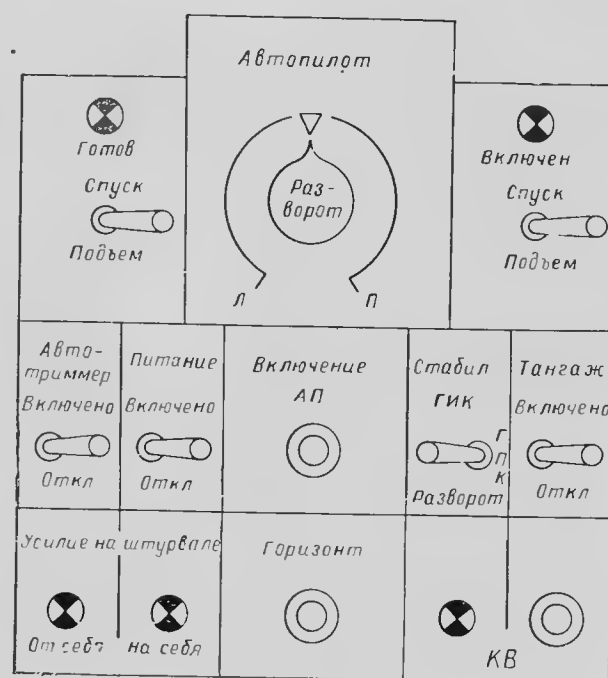 Автопилот
Готов
Спуск
Подъем
Раз-
ворот
Л
П
Включен
Спуск
Подъем
Авто-
триммер
Включено
Откл
Питание
Включено
Откл
Включение
АП
Стабил
ГИК
ГПК
Разворот
Тангаж
Включено
Откл
Усилие на штурвале
От себя
на себя
Горизонт
КВ